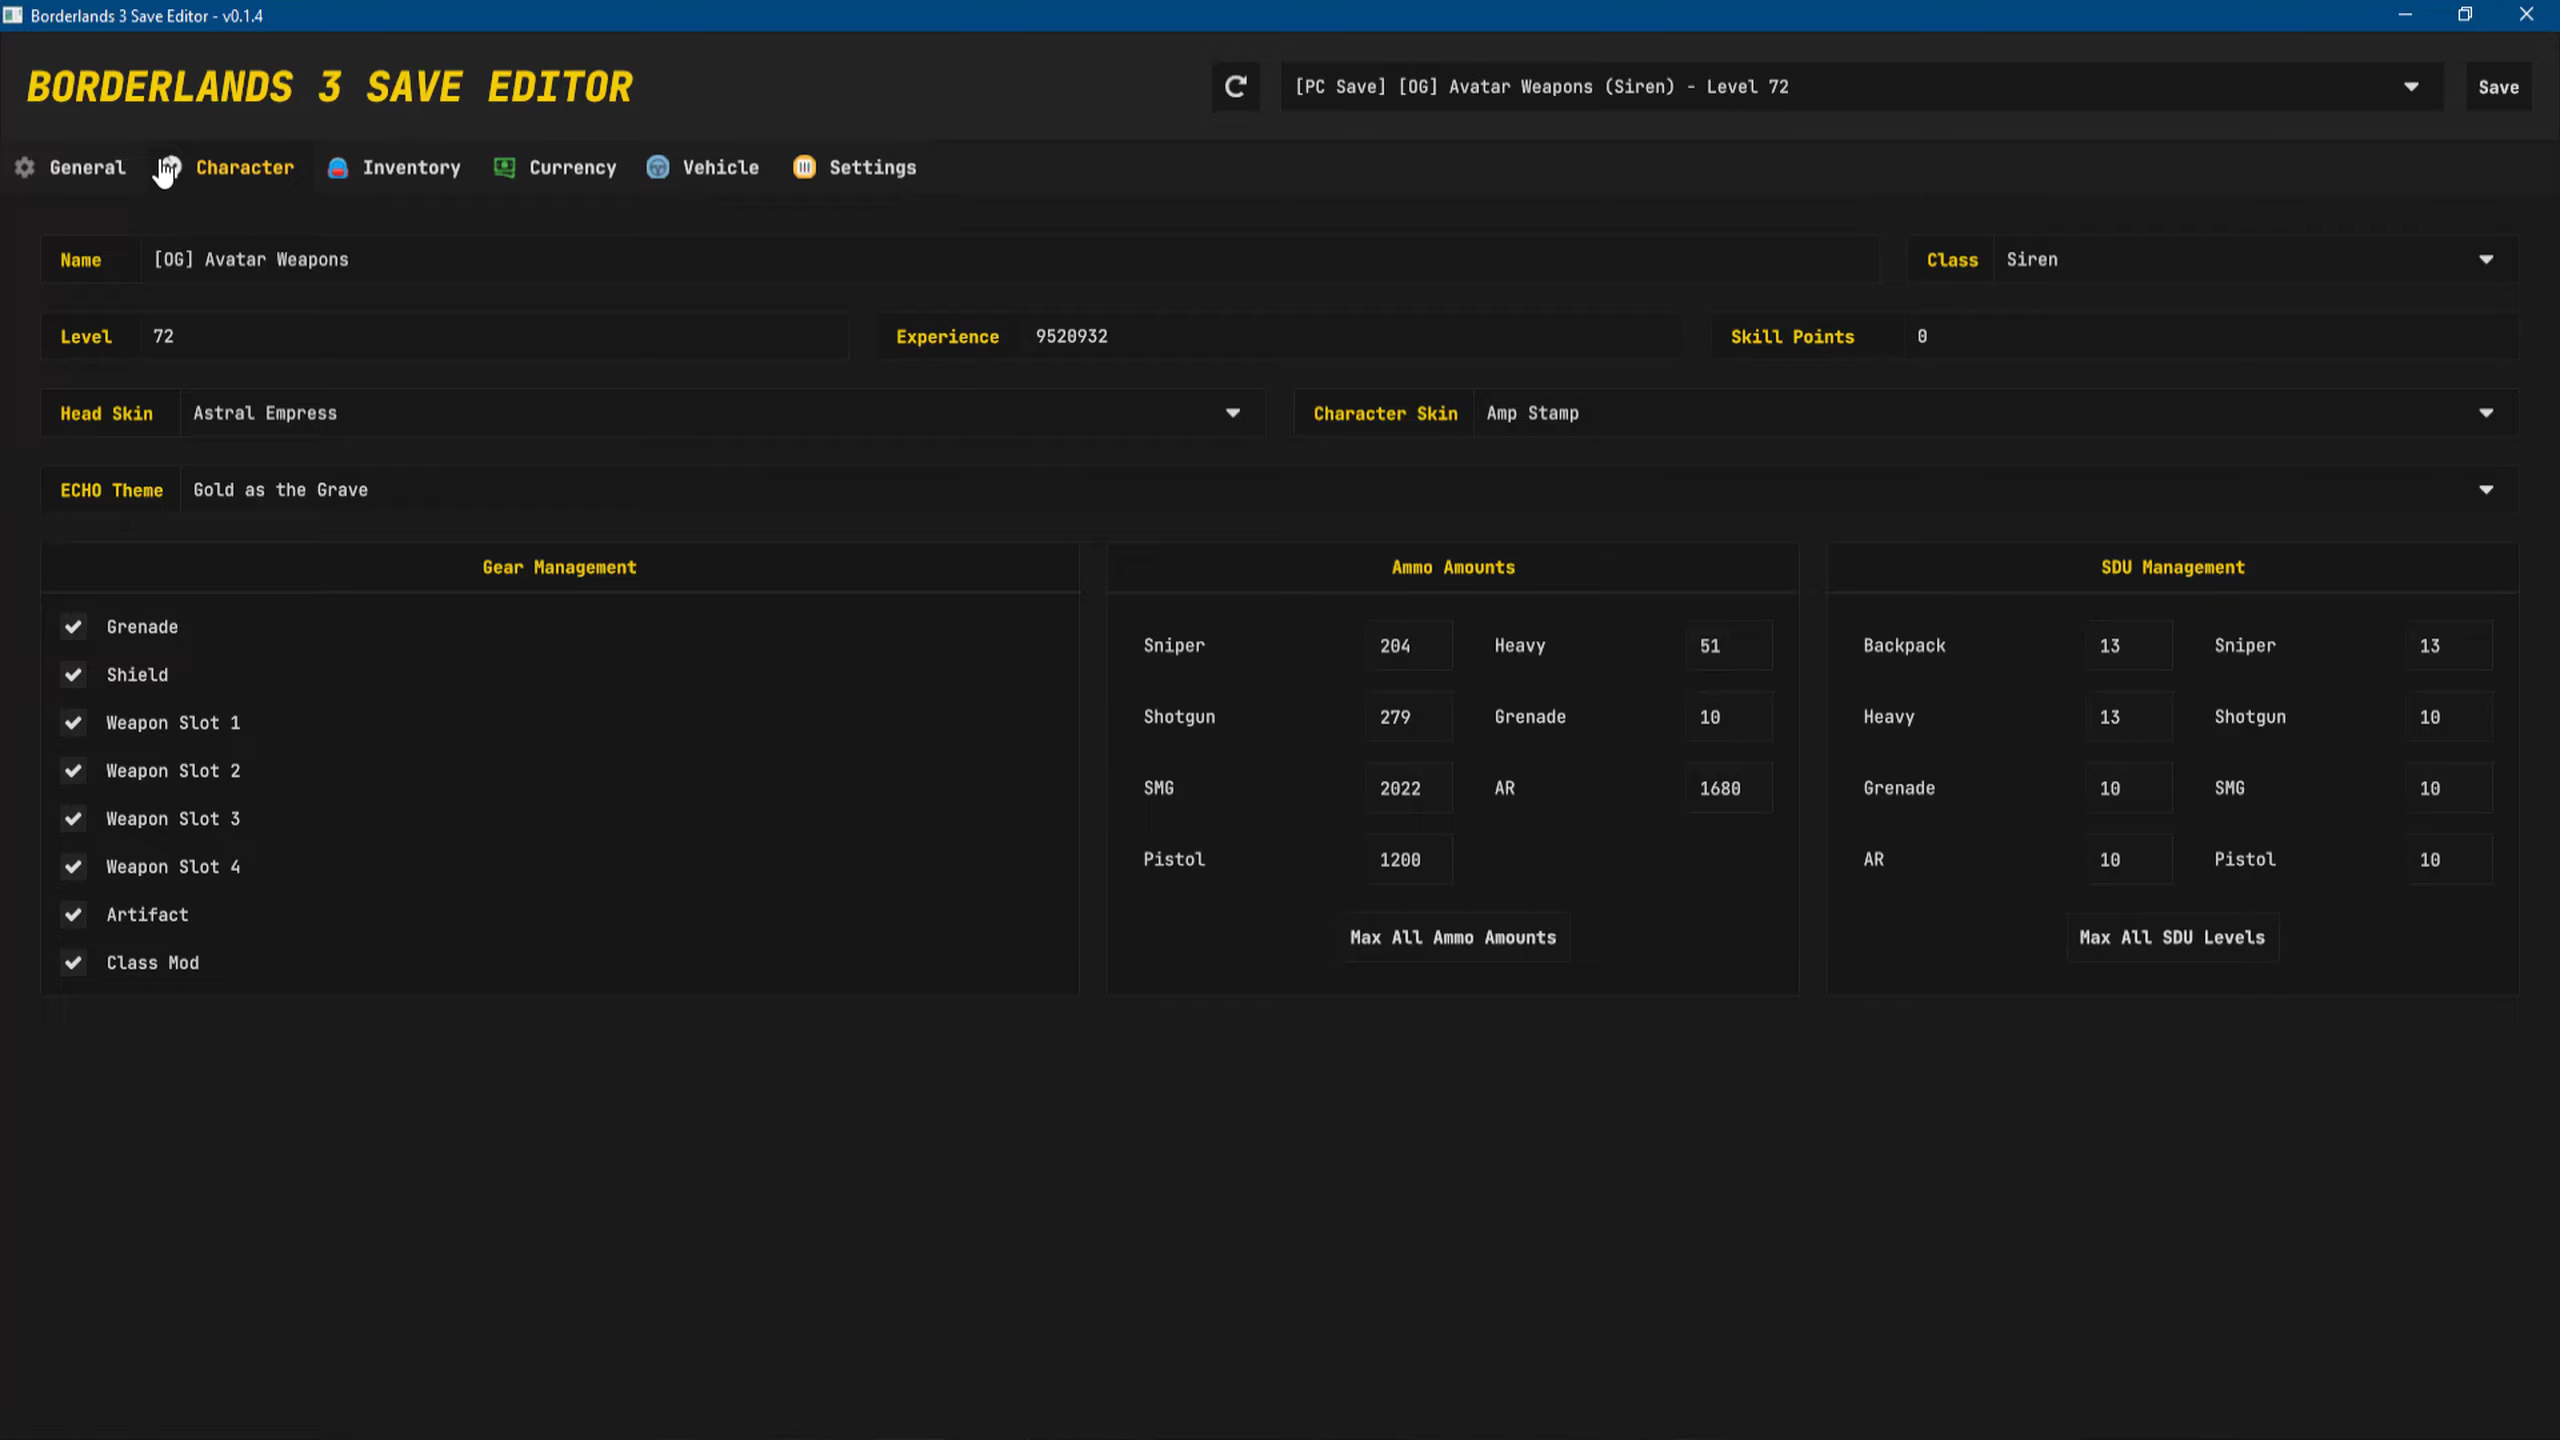 Borderlands 3 Save Editor - v0.1.4
BORDERLANDS 3 SAVE EDITOR
[PC Save] [OG] Avatar Weapons (Siren) - Level 72
Save
General
Character
Inventory
Currency
Vehicle
Settings
Name [OG] Avatar Weapons
Class Siren
Level 72
Experience 9520932
Skill Points 0
Head Skin Astral Empress
Character Skin Amp Stamp
ECHO Theme Gold as the Grave
Gear Management
Grenade
Shield
Weapon Slot 1
Weapon Slot 2
Weapon Slot 3
Weapon Slot 4
Artifact
Class Mod
Ammo Amounts
Sniper 204 Heavy 51
Shotgun 279 Grenade 10
SMG 2022 AR 1680
Pistol 1200
Max All Ammo Amounts
SDU Management
Backpack 13 Sniper 13
Heavy 13 Shotgun 10
Grenade 10 SMG 10
AR 10 Pistol 10
Max All SDU Levels